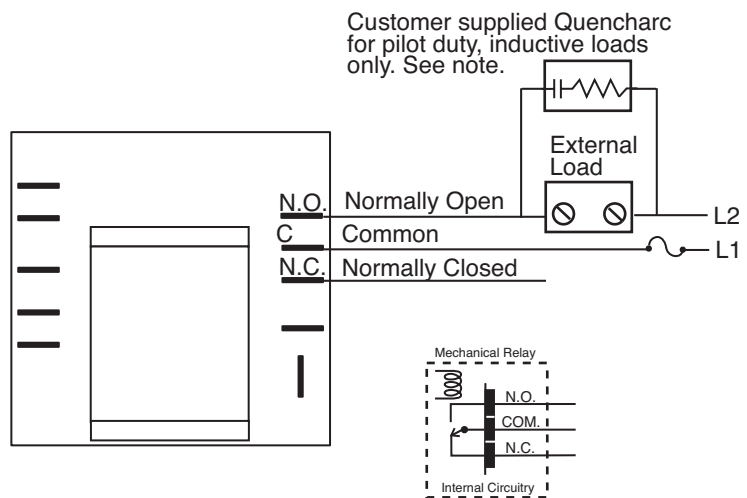 Customer supplied Quencharc
for pilot duty, inductive loads
only. See note.
External
Load
N.O. Normally Open
L2
C Common
L1
N.C. Normally Closed
Mechanical Relay
N.O.
COM.
N.C.
Internal Circuitry